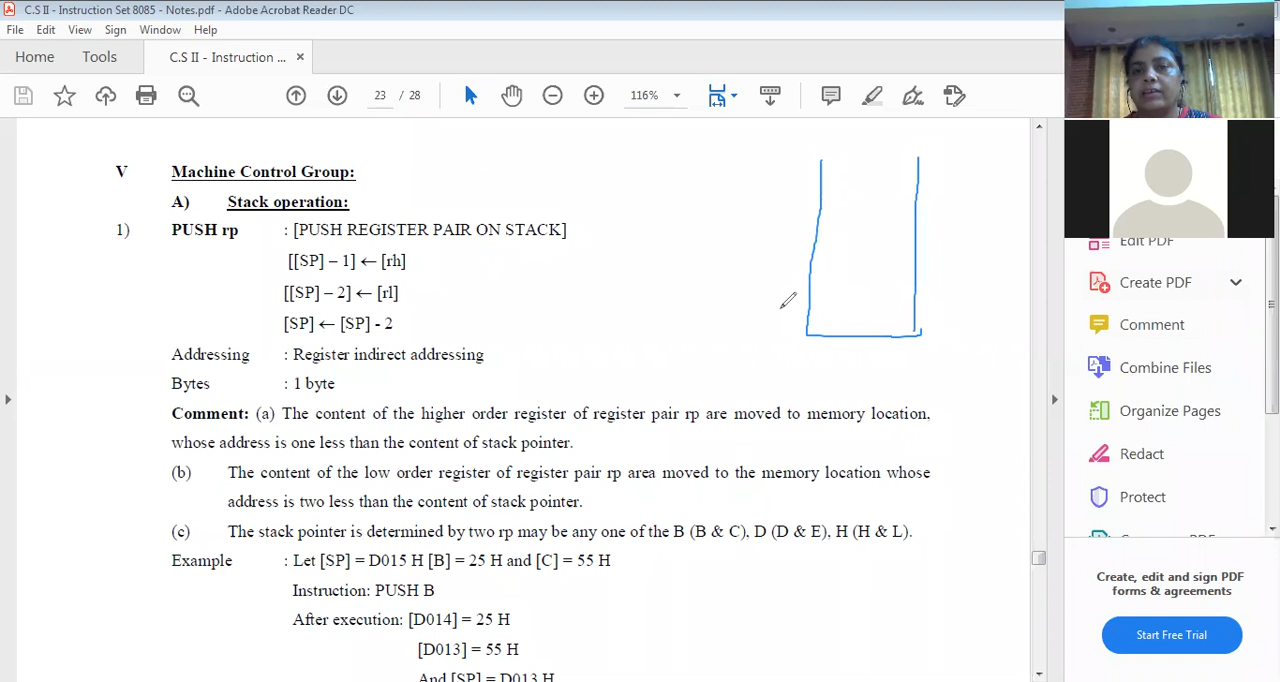 C.S II - Instruction Set 8085 - Notes.pdf - Adobe Acrobat Reader DC
File Edit View Window Sign Help
Home Tools C.S II - Instruction ... ×
23 / 28 116%
V Machine Control Group:
A) Stack operation:
1) PUSH rp : [PUSH REGISTER PAIR ON STACK]
[[SP] – 1] ← [rh]
[[SP] – 2] ← [rl]
[SP] ← [SP] - 2
Addressing : Register indirect addressing
Bytes : 1 byte
Comment: (a) The content of the higher order register of register pair rp are moved to memory location,
whose address is one less than the content of stack pointer.
(b) The content of the low order register of register pair rp area moved to the memory location whose
address is two less than the content of stack pointer.
(c) The stack pointer is determined by two rp may be any one of the B (B & C), D (D & E), H (H & L).
Example : Let [SP] = D015 H [B] = 25 H and [C] = 55 H
Instruction: PUSH B
After execution: [D014] = 25 H
[D013] = 55 H
And [SP] = D013 H
Edit PDF
Create PDF
Comment
Combine Files
Organize Pages
Redact
Protect
Create, edit and sign PDF
forms & agreements
Start Free Trial